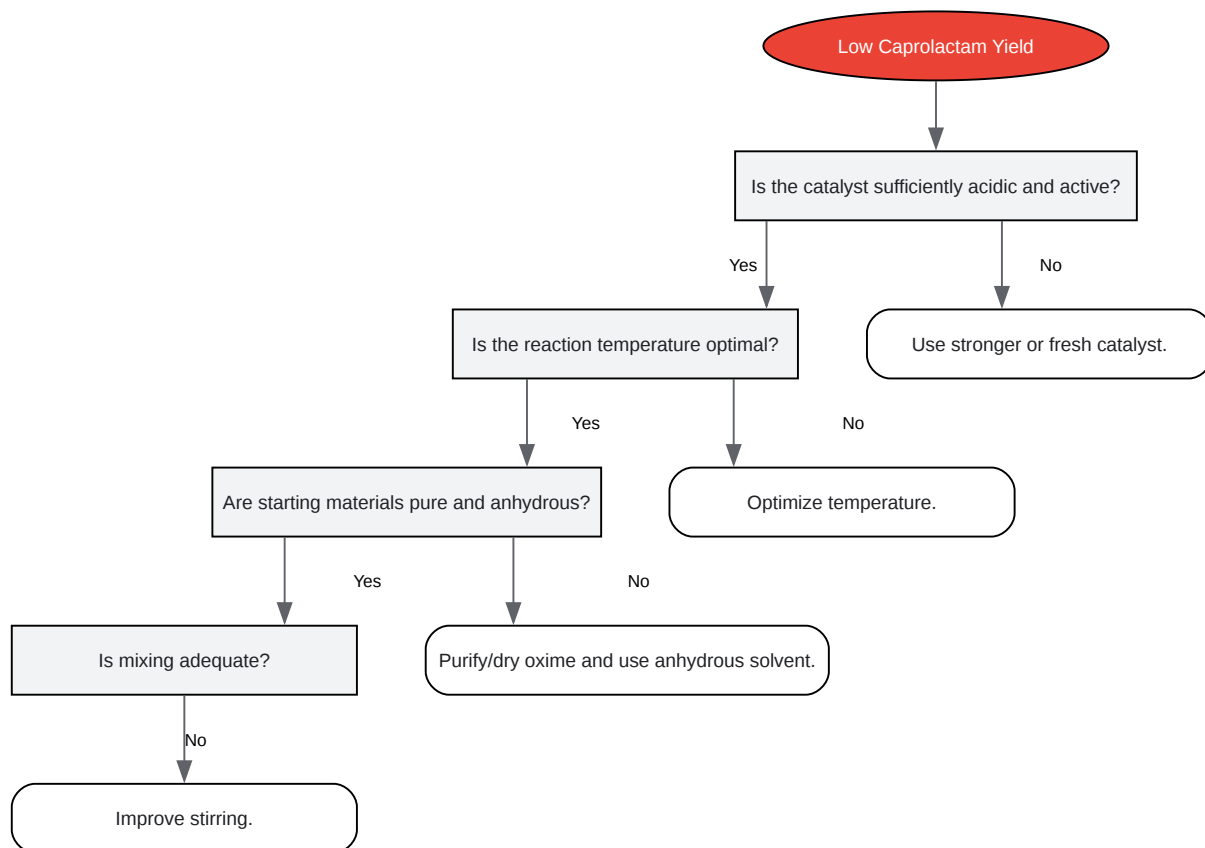 Low Caprolactam Yield
Is the catalyst sufficiently acidic and active?
Yes
No
Is the reaction temperature optimal?
Use stronger or fresh catalyst.
Yes
No
Are starting materials pure and anhydrous?
Optimize temperature.
Yes
No
Is mixing adequate?
Purify/dry oxime and use anhydrous solvent.
No
Improve stirring.